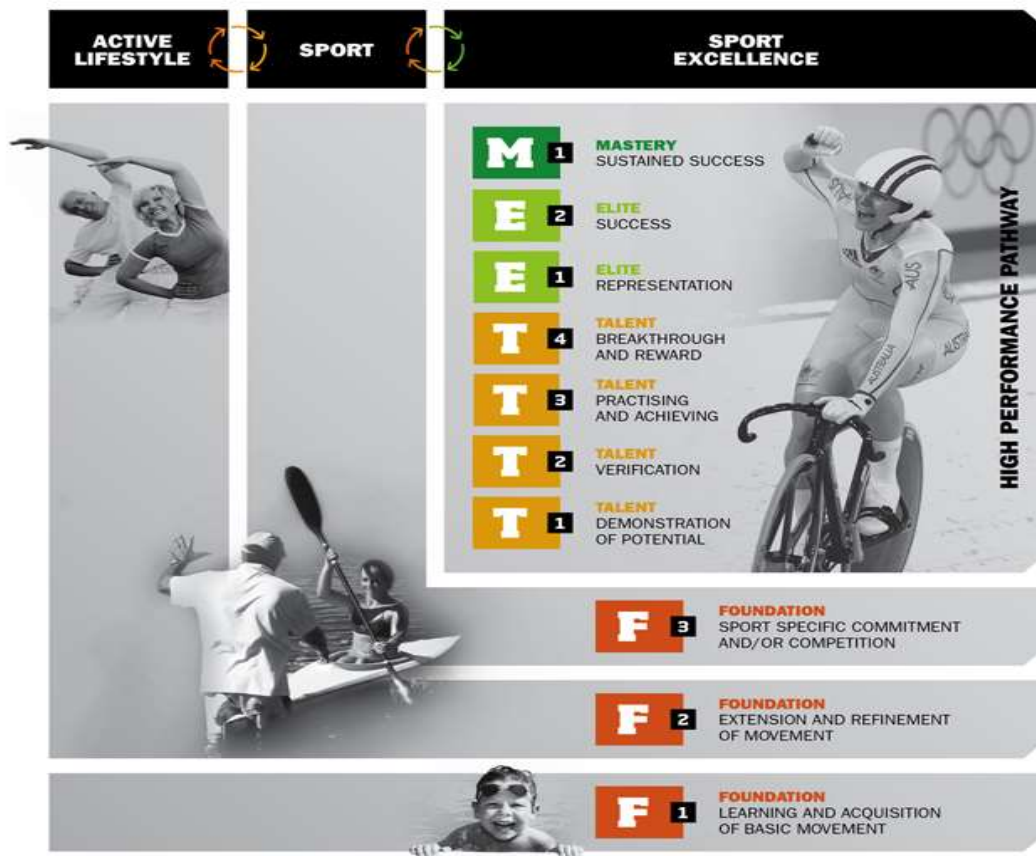 ACTIVE
LIFESTYLE
SPORT
SPORT
EXCELLENCE
M 1
MASTERY
SUSTAINED SUCCESS
E 2
ELITE
SUCCESS
E 1
ELITE
REPRESENTATION
T 4
TALENT
BREAKTHROUGH
AND REWARD
T 3
TALENT
PRACTISING
AND ACHIEVING
T 2
TALENT
VERIFICATION
T 1
TALENT
DEMONSTRATION
OF POTENTIAL
HIGH PERFORMANCE PATHWAY
AUS
AUS
AUSTRALIA
AUSTRALIA
F 3
FOUNDATION
SPORT SPECIFIC COMMITMENT
AND/OR COMPETITION
F 2
FOUNDATION
EXTENSION AND REFINEMENT
OF MOVEMENT
F 1
FOUNDATION
LEARNING AND ACQUISITION
OF BASIC MOVEMENT